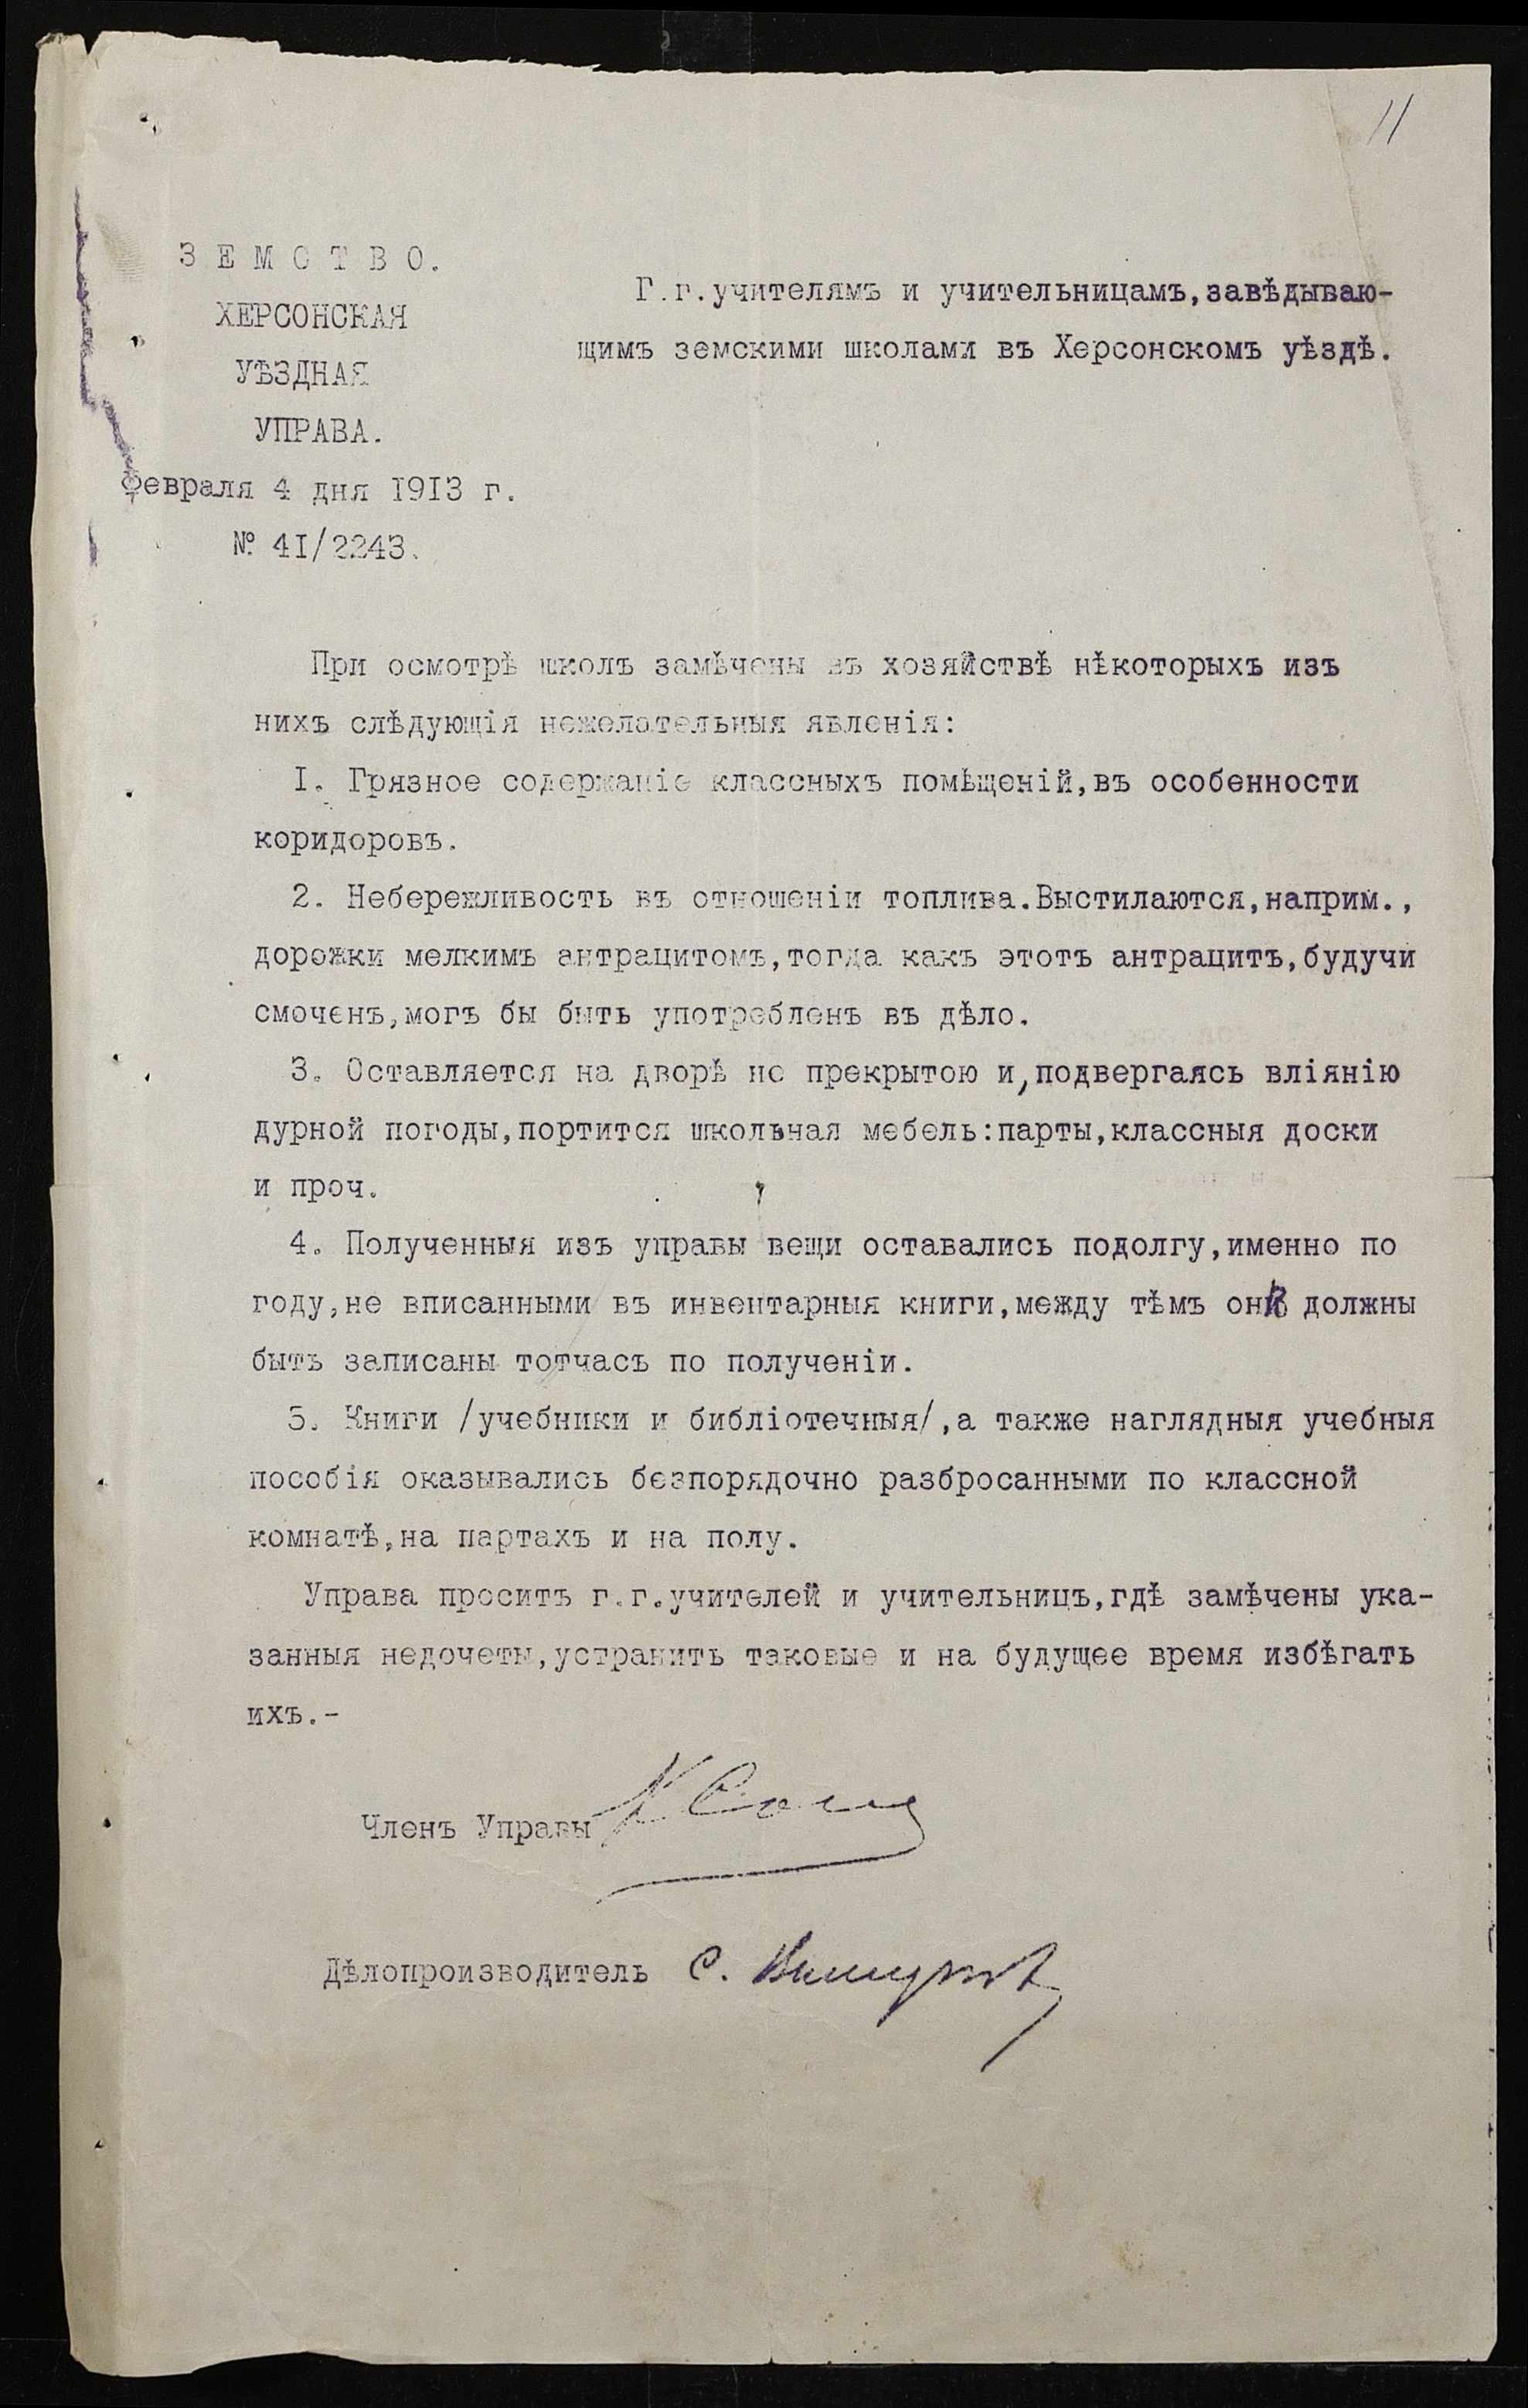 11
З Е М С Т В О.
ХЕРСОНСКАЯ
УѢЗДНАЯ
УПРАВА.
Февраля 4 дня 1913 г.
№ 41/2243.
Г.г.учителямъ и учительницамъ,завѣдываю-
щимъ земскими школами въ Херсонскомъ уѣздѣ.
При осмотрѣ школъ замѣчены въ хозяйствѣ нѣкоторыхъ изъ
нихъ слѣдующія нежелательныя явленія:
I. Грязное содержаніе классныхъ помѣщеній,въ особенности
коридоровъ.
2. Небережливость въ отношеніи топлива.Выстилаются,наприм.,
дорожки мелкимъ антрацитомъ,тогда какъ этотъ антрацитъ,будучи
смоченъ,могъ бы быть употребленъ въ дѣло.
3. Оставляется на дворѣ не прекрытою и,подвергаясь вліянію
дурной погоды,портится школьная мебель:парты,классныя доски
и проч.
4. Полученныя изъ управы вещи оставались подолгу,именно по
году,не вписанными въ инвентарныя книги,между тѣмъ онѣ должны
быть записаны тотчасъ по полученіи.
5. Книги /учебники и библіотечныя/,а также наглядныя учебныя
пособія оказывались безпорядочно разбросанными по классной
комнатѣ,на партахъ и на полу.
Управа проситъ г.г.учителей и учительницъ,гдѣ замѣчены ука-
занныя недочеты,устранить таковые и на будущее время избѣгать
ихъ.-
Членъ Управы
Дѣлопроизводитель С.